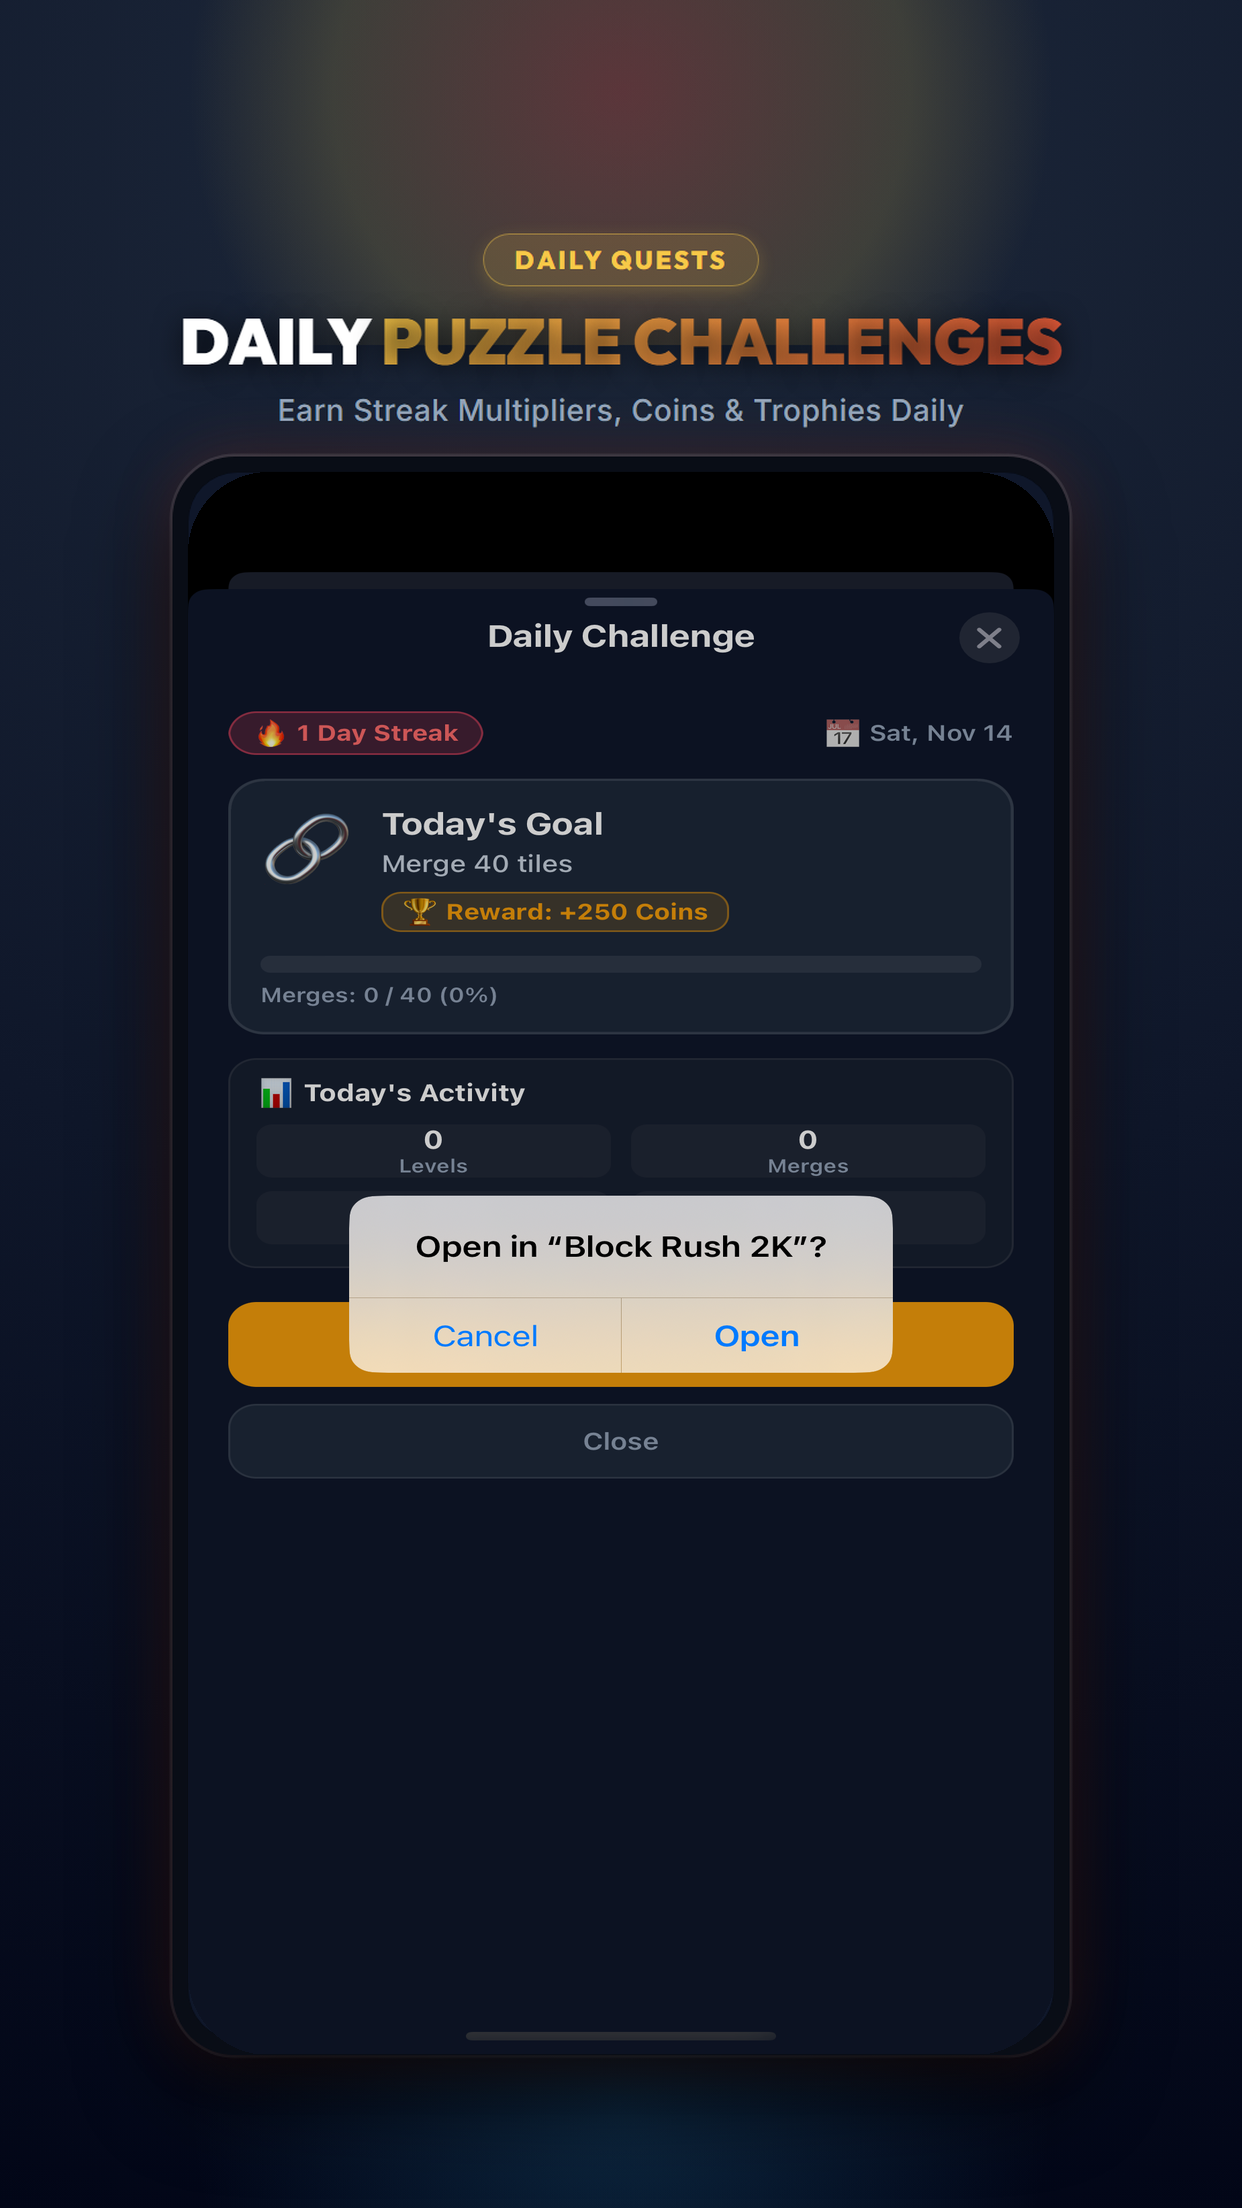 DAILY QUESTS
DAILY PUZZLE CHALLENGES
Earn Streak Multipliers, Coins & Trophies Daily
Daily Challenge
1 Day Streak
JUL
17
Sat, Nov 14
Today's Goal
Merge 40 tiles
Reward: +250 Coins
Merges: 0 / 40 (0%)
Today's Activity
0
Levels
0
Merges
Open in “Block Rush 2K”?
Cancel
Open
Close